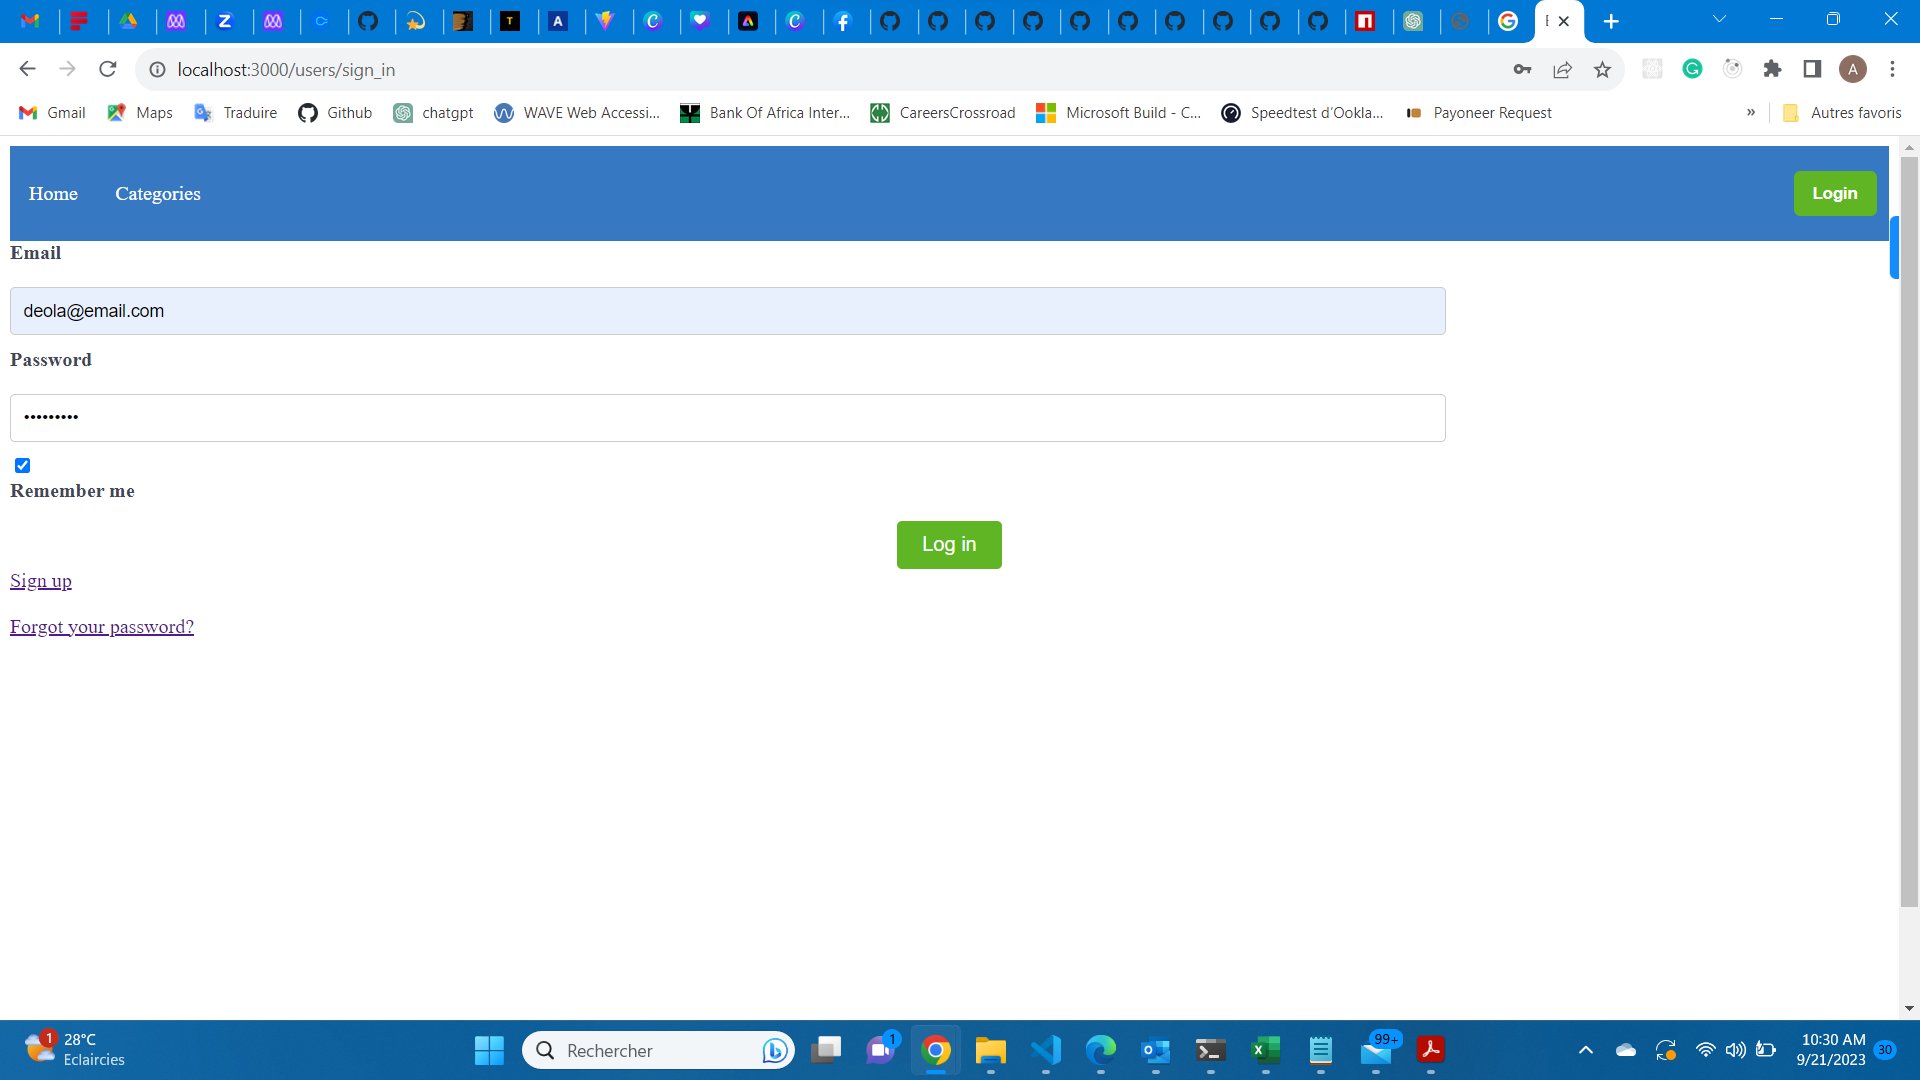 localhost:3000/users/sign_in
A
Gmail Maps Traduire Github chatgpt WAVE Web Accessi... Bank Of Africa Inter... CareersCrossroad Microsoft Build - C... Speedtest d'Ookla... Payoneer Request » Autres favoris
Home Categories Login
Email
deola@email.com
Password
Remember me
Log in
Sign up
Forgot your password?
1 28°C
Eclaircies
Rechercher
1
99+
10:30 AM
9/21/2023
30